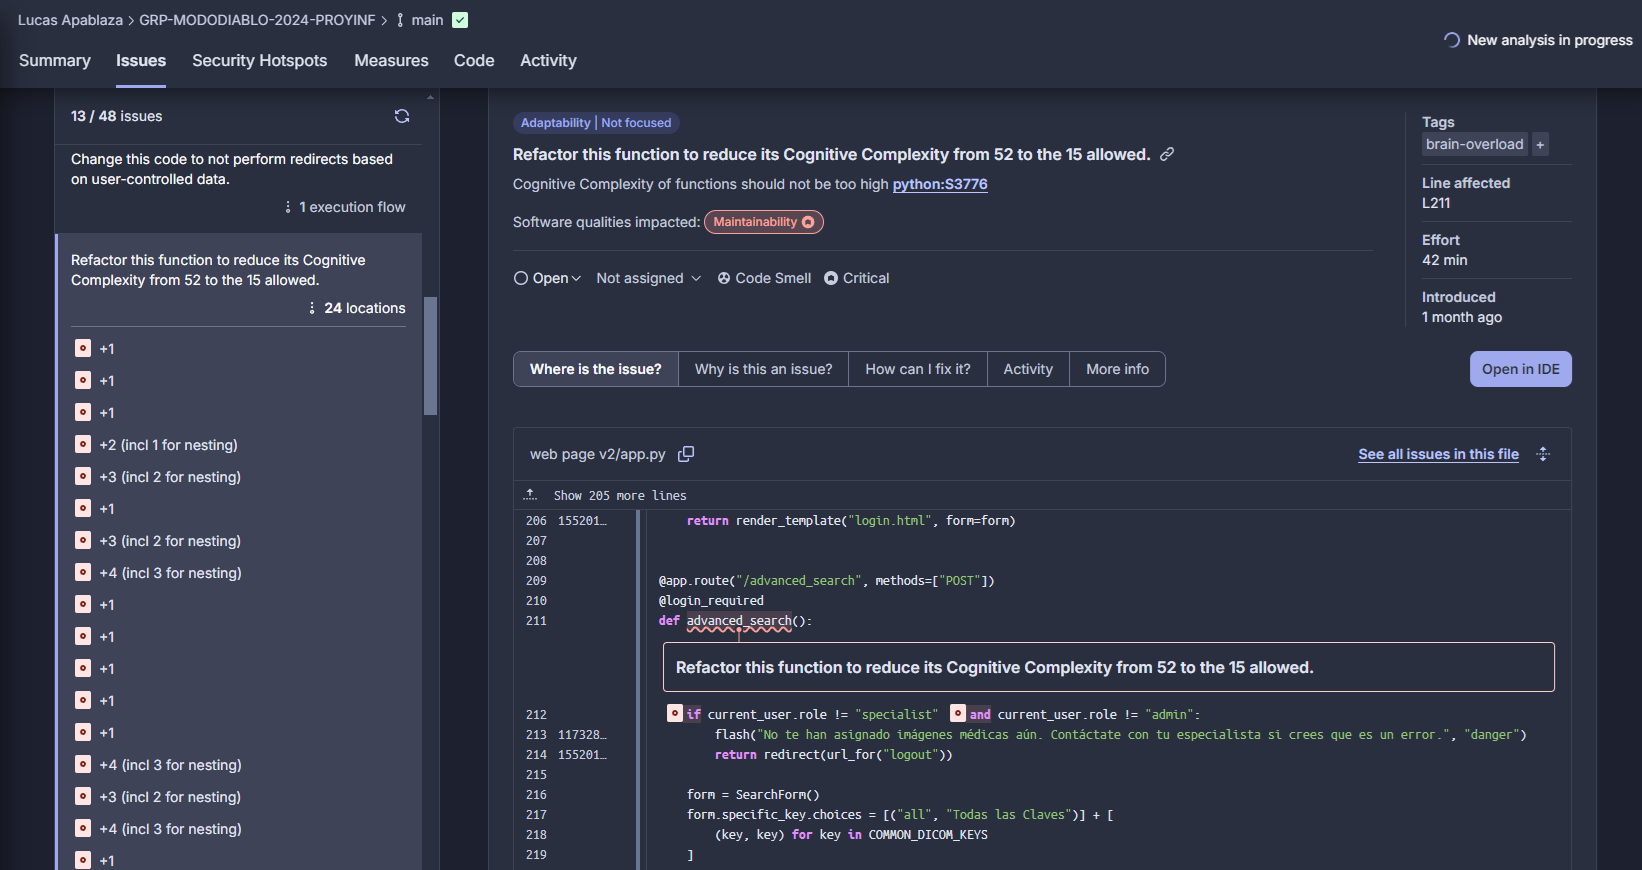 Lucas Apablaza > GRP-MODODIABLO-2024-PROYINF > main
New analysis in progress
Summary Issues Security Hotspots Measures Code Activity
13 / 48 issues
Change this code to not perform redirects based
on user-controlled data.
1 execution flow
Refactor this function to reduce its Cognitive
Complexity from 52 to the 15 allowed.
24 locations
+1
+1
+1
+2 (incl 1 for nesting)
+3 (incl 2 for nesting)
+1
+3 (incl 2 for nesting)
+4 (incl 3 for nesting)
+1
+1
+1
+1
+1
+4 (incl 3 for nesting)
+3 (incl 2 for nesting)
+4 (incl 3 for nesting)
+1
Adaptability | Not focused
Refactor this function to reduce its Cognitive Complexity from 52 to the 15 allowed.
Cognitive Complexity of functions should not be too high python:S3776
Software qualities impacted: Maintainability
Open Not assigned Code Smell Critical
Tags
brain-overload +
Line affected
L211
Effort
42 min
Introduced
1 month ago
Where is the issue? Why is this an issue? How can I fix it? Activity More info
Open in IDE
web page v2/app.py
See all issues in this file
Show 205 more lines
206 155201… return render_template("login.html", form=form)
207
208
209 @app.route("/advanced_search", methods=["POST"])
210 @login_required
211 def advanced_search():
Refactor this function to reduce its Cognitive Complexity from 52 to the 15 allowed.
212 if current_user.role != "specialist" and current_user.role != "admin":
213 117328… flash("No te han asignado imágenes médicas aún. Contáctate con tu especialista si crees que es un error.", "danger")
214 155201… return redirect(url_for("logout"))
215
216 form = SearchForm()
217 form.specific_key.choices = [("all", "Todas las Claves")] + [
218 (key, key) for key in COMMON_DICOM_KEYS
219 ]